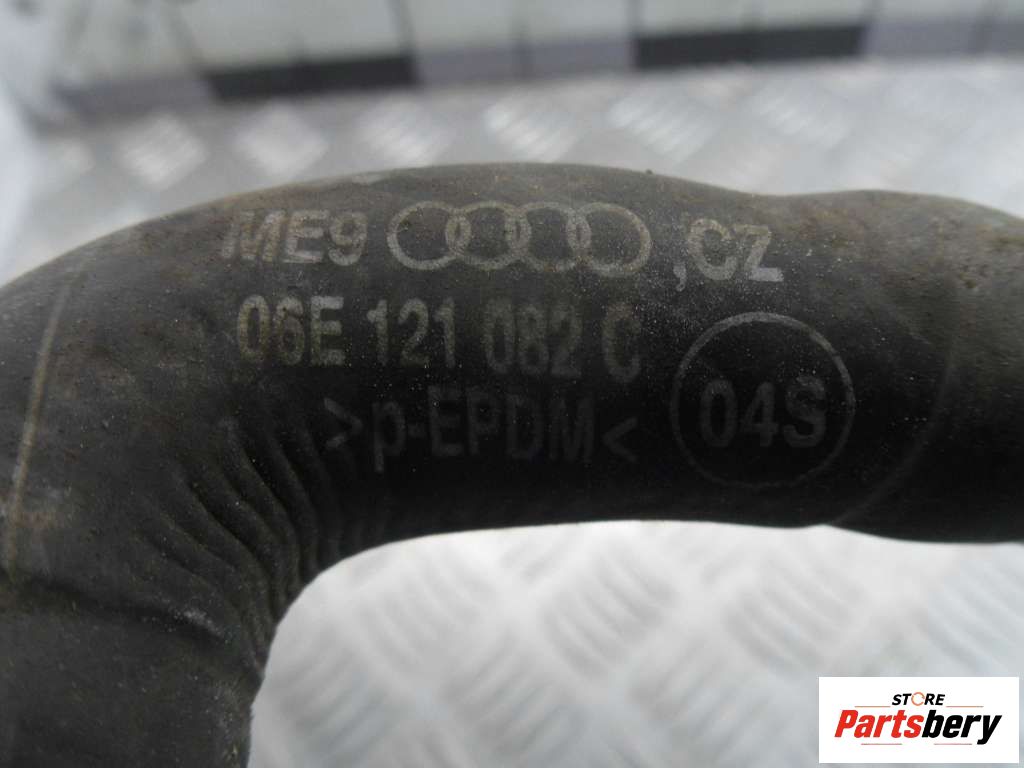 ME9 ,CZ
06E 121 082 C
>p-EPDM<
04S
STORE
Partsbery